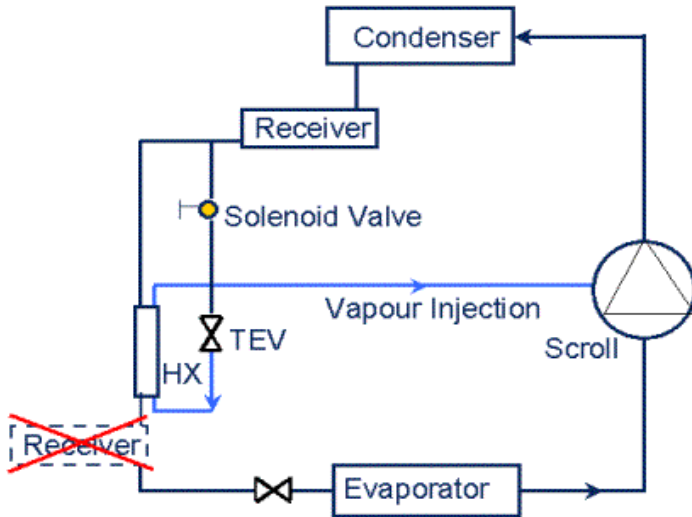 Condenser
Receiver
Solenoid Valve
Vapour Injection
TEV
Scroll
HX
Receiver
Evaporator